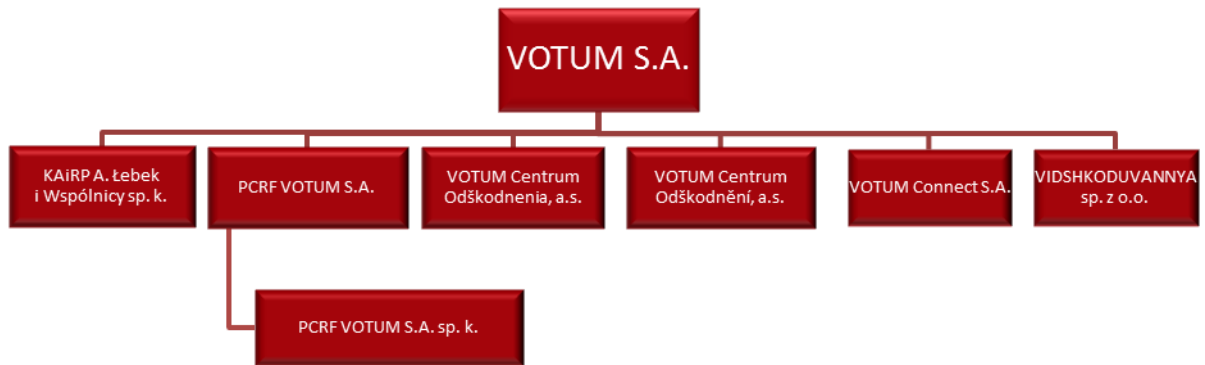 VOTUM S.A.
KAiRP A. Łebek
i Wspólnicy sp. k.
PCRF VOTUM S.A.
VOTUM Centrum
Odškodnenia, a.s.
VOTUM Centrum
Odškodnění, a.s.
VOTUM Connect S.A.
VIDSHKODUVANNYA
sp. z o.o.
PCRF VOTUM S.A. sp. k.